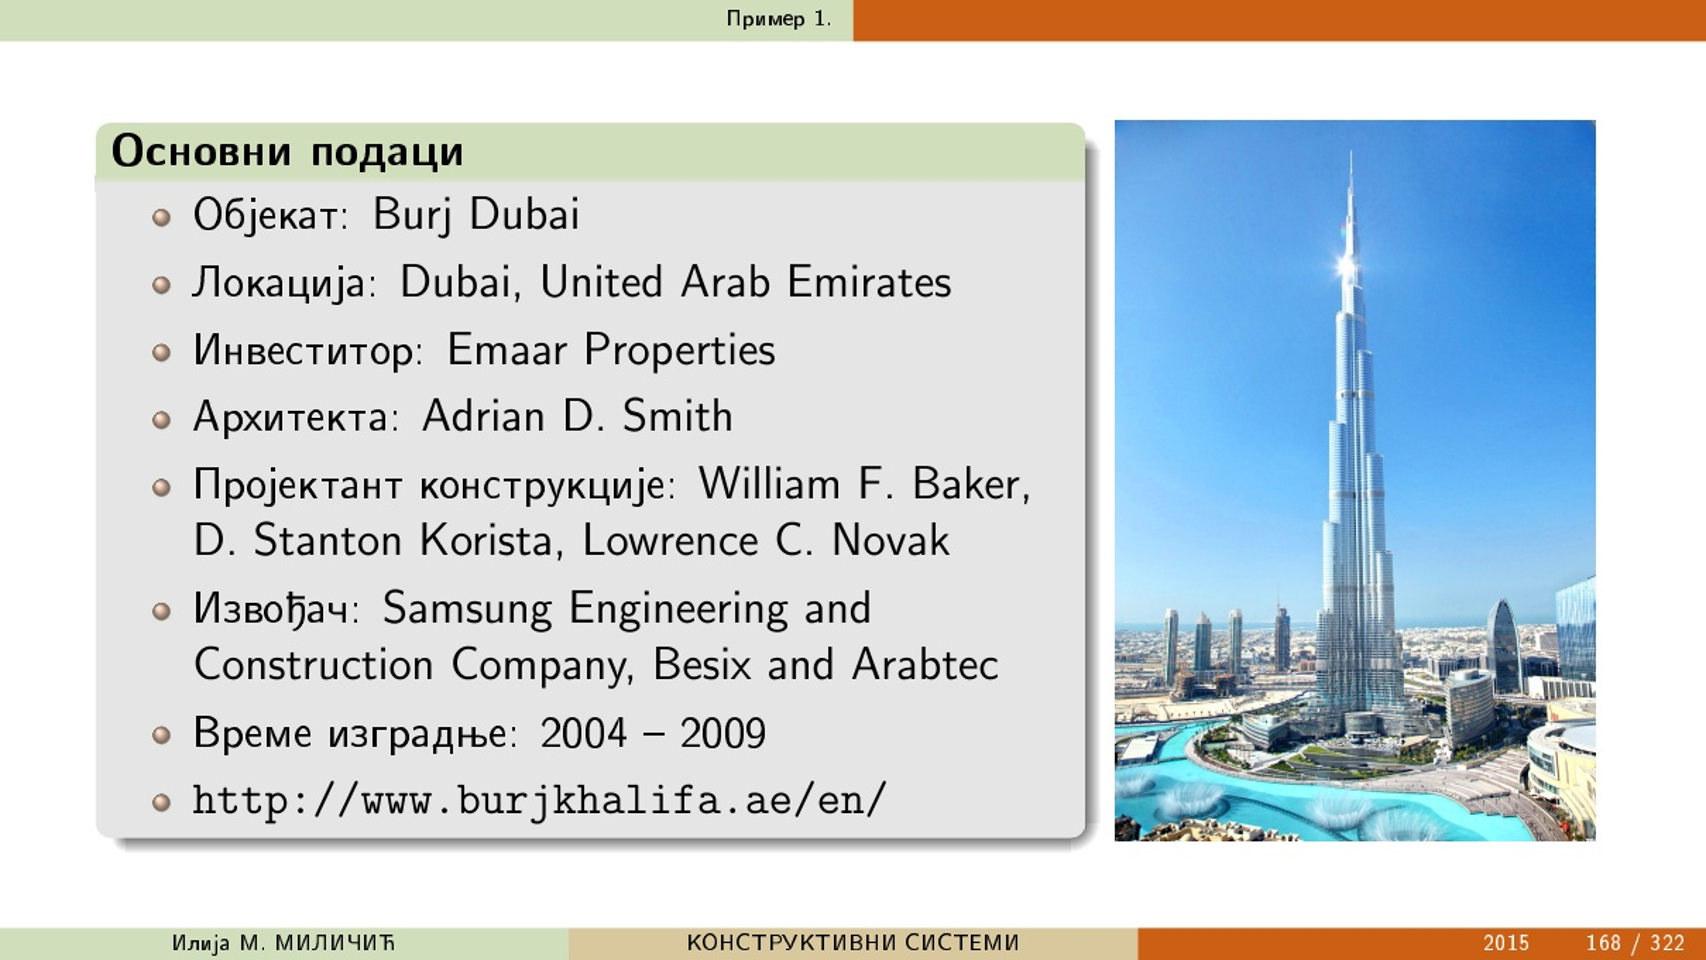 Пример 1.
Основни подаци
Објекат: Burj Dubai
Локација: Dubai, United Arab Emirates
Инвеститор: Emaar Properties
Архитекта: Adrian D. Smith
Пројектант конструкције: William F. Baker,
D. Stanton Korista, Lowrence C. Novak
Извођач: Samsung Engineering and
Construction Company, Besix and Arabtec
Време изградње: 2004 – 2009
http://www.burjkhalifa.ae/en/
Илија М. МИЛИЧИЋ КОНСТРУКТИВНИ СИСТЕМИ 2015 168 / 322